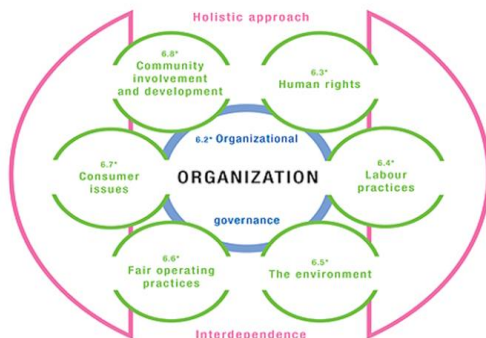 Holistic approach
6.8*
Community
involvement
and development
6.3*
Human rights
6.2* Organizational
6.7*
Consumer
issues
ORGANIZATION
6.4*
Labour
practices
governance
6.6*
Fair operating
practices
6.5*
The environment
Interdependence